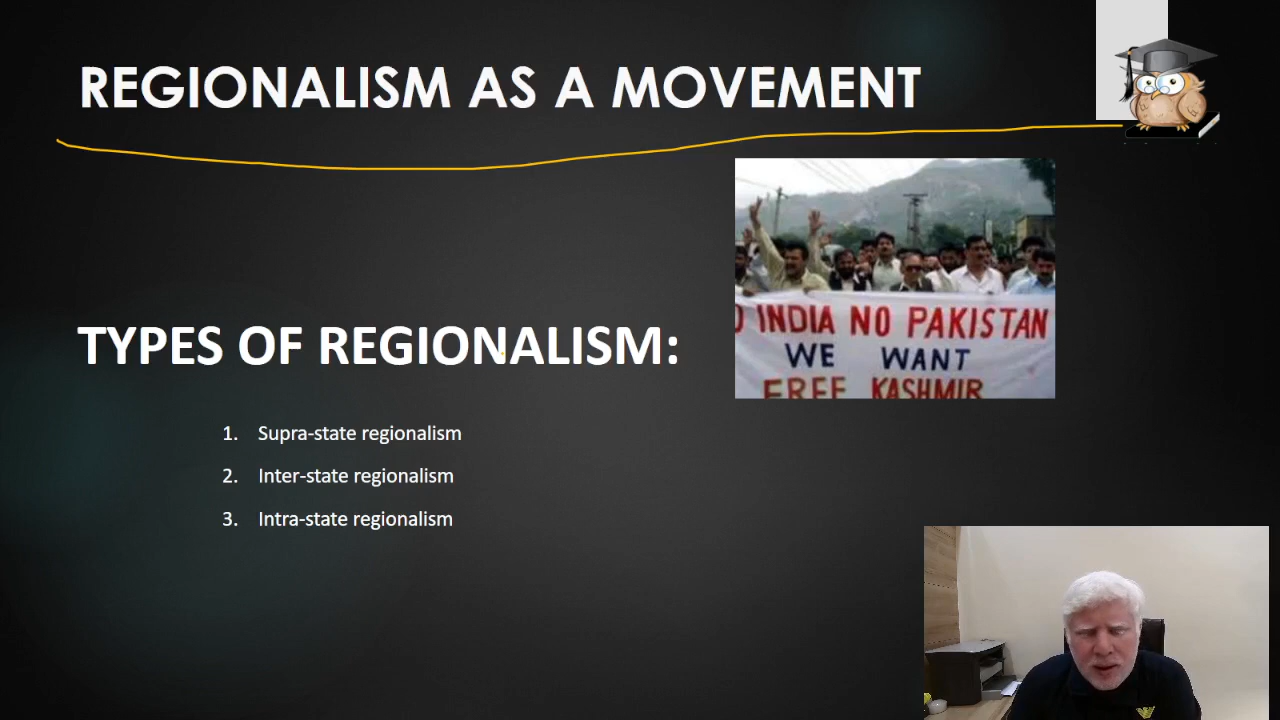 REGIONALISM AS A MOVEMENT
INDIA NO PAKISTAN
WE WANT
FREE KASHMIR
TYPES OF REGIONALISM:
1. Supra-state regionalism
2. Inter-state regionalism
3. Intra-state regionalism